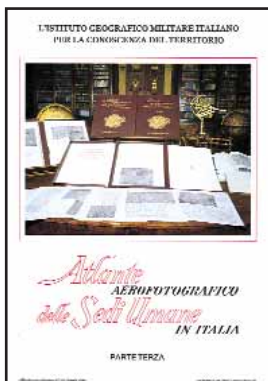 L'ISTITUTO GEOGRAFICO MILITARE ITALIANO
PER LA CONOSCENZA DEL TERRITORIO
Atlante
AEROFOTOGRAFICO
delle Sedi Umane
IN ITALIA
PARTE TERZA